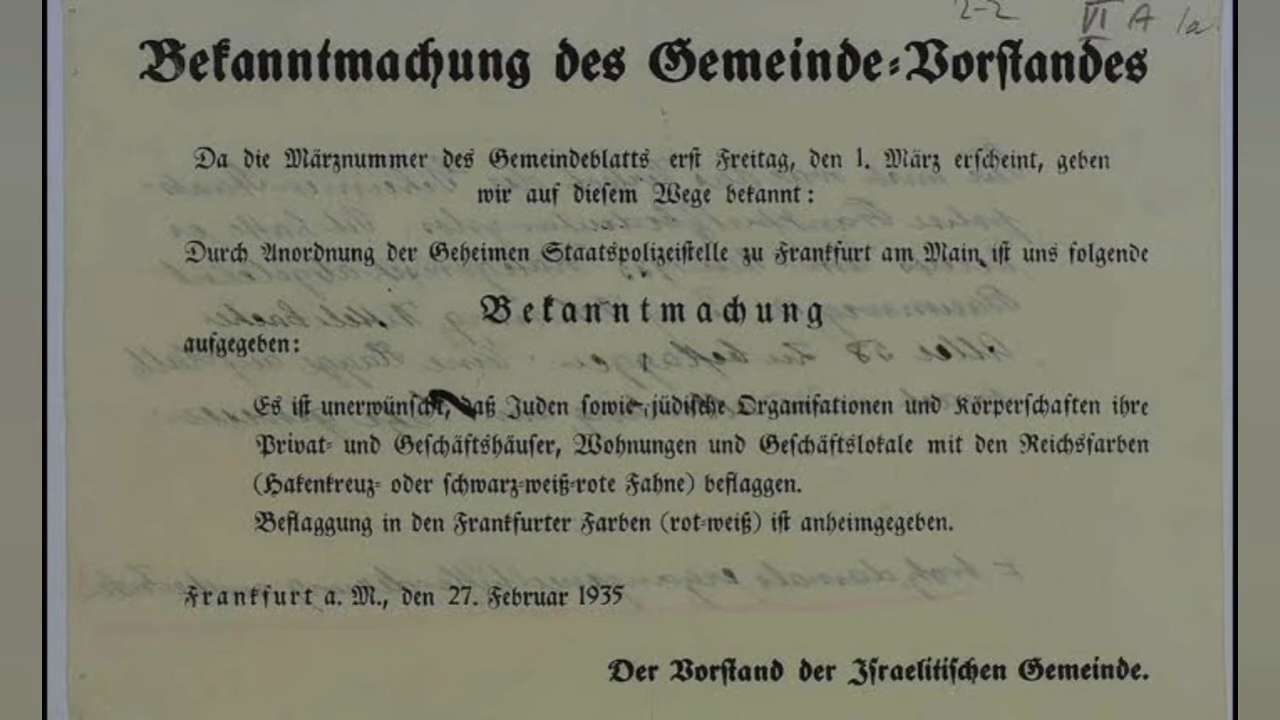 2-2 VI A 1a
Bekanntmachung des Gemeinde-Vorstandes
Da die Märznummer des Gemeindeblatts erst Freitag, den 1. März erscheint, geben
wir auf diesem Wege bekannt:
Durch Anordnung der Geheimen Staatspolizeistelle zu Frankfurt am Main ist uns folgende
Bekanntmachung
aufgegeben:
Es ist unerwünscht, daß Juden sowie jüdische Organisationen und Körperschaften ihre
Privat- und Geschäftshäuser, Wohnungen und Geschäftslokale mit den Reichsfarben
(Hakenkreuz- oder schwarz-weiß-rote Fahne) beflaggen.
Beflaggung in den Frankfurter Farben (rot-weiß) ist anheimgegeben.
Frankfurt a. M., den 27. Februar 1935
Der Vorstand der Israelitischen Gemeinde.